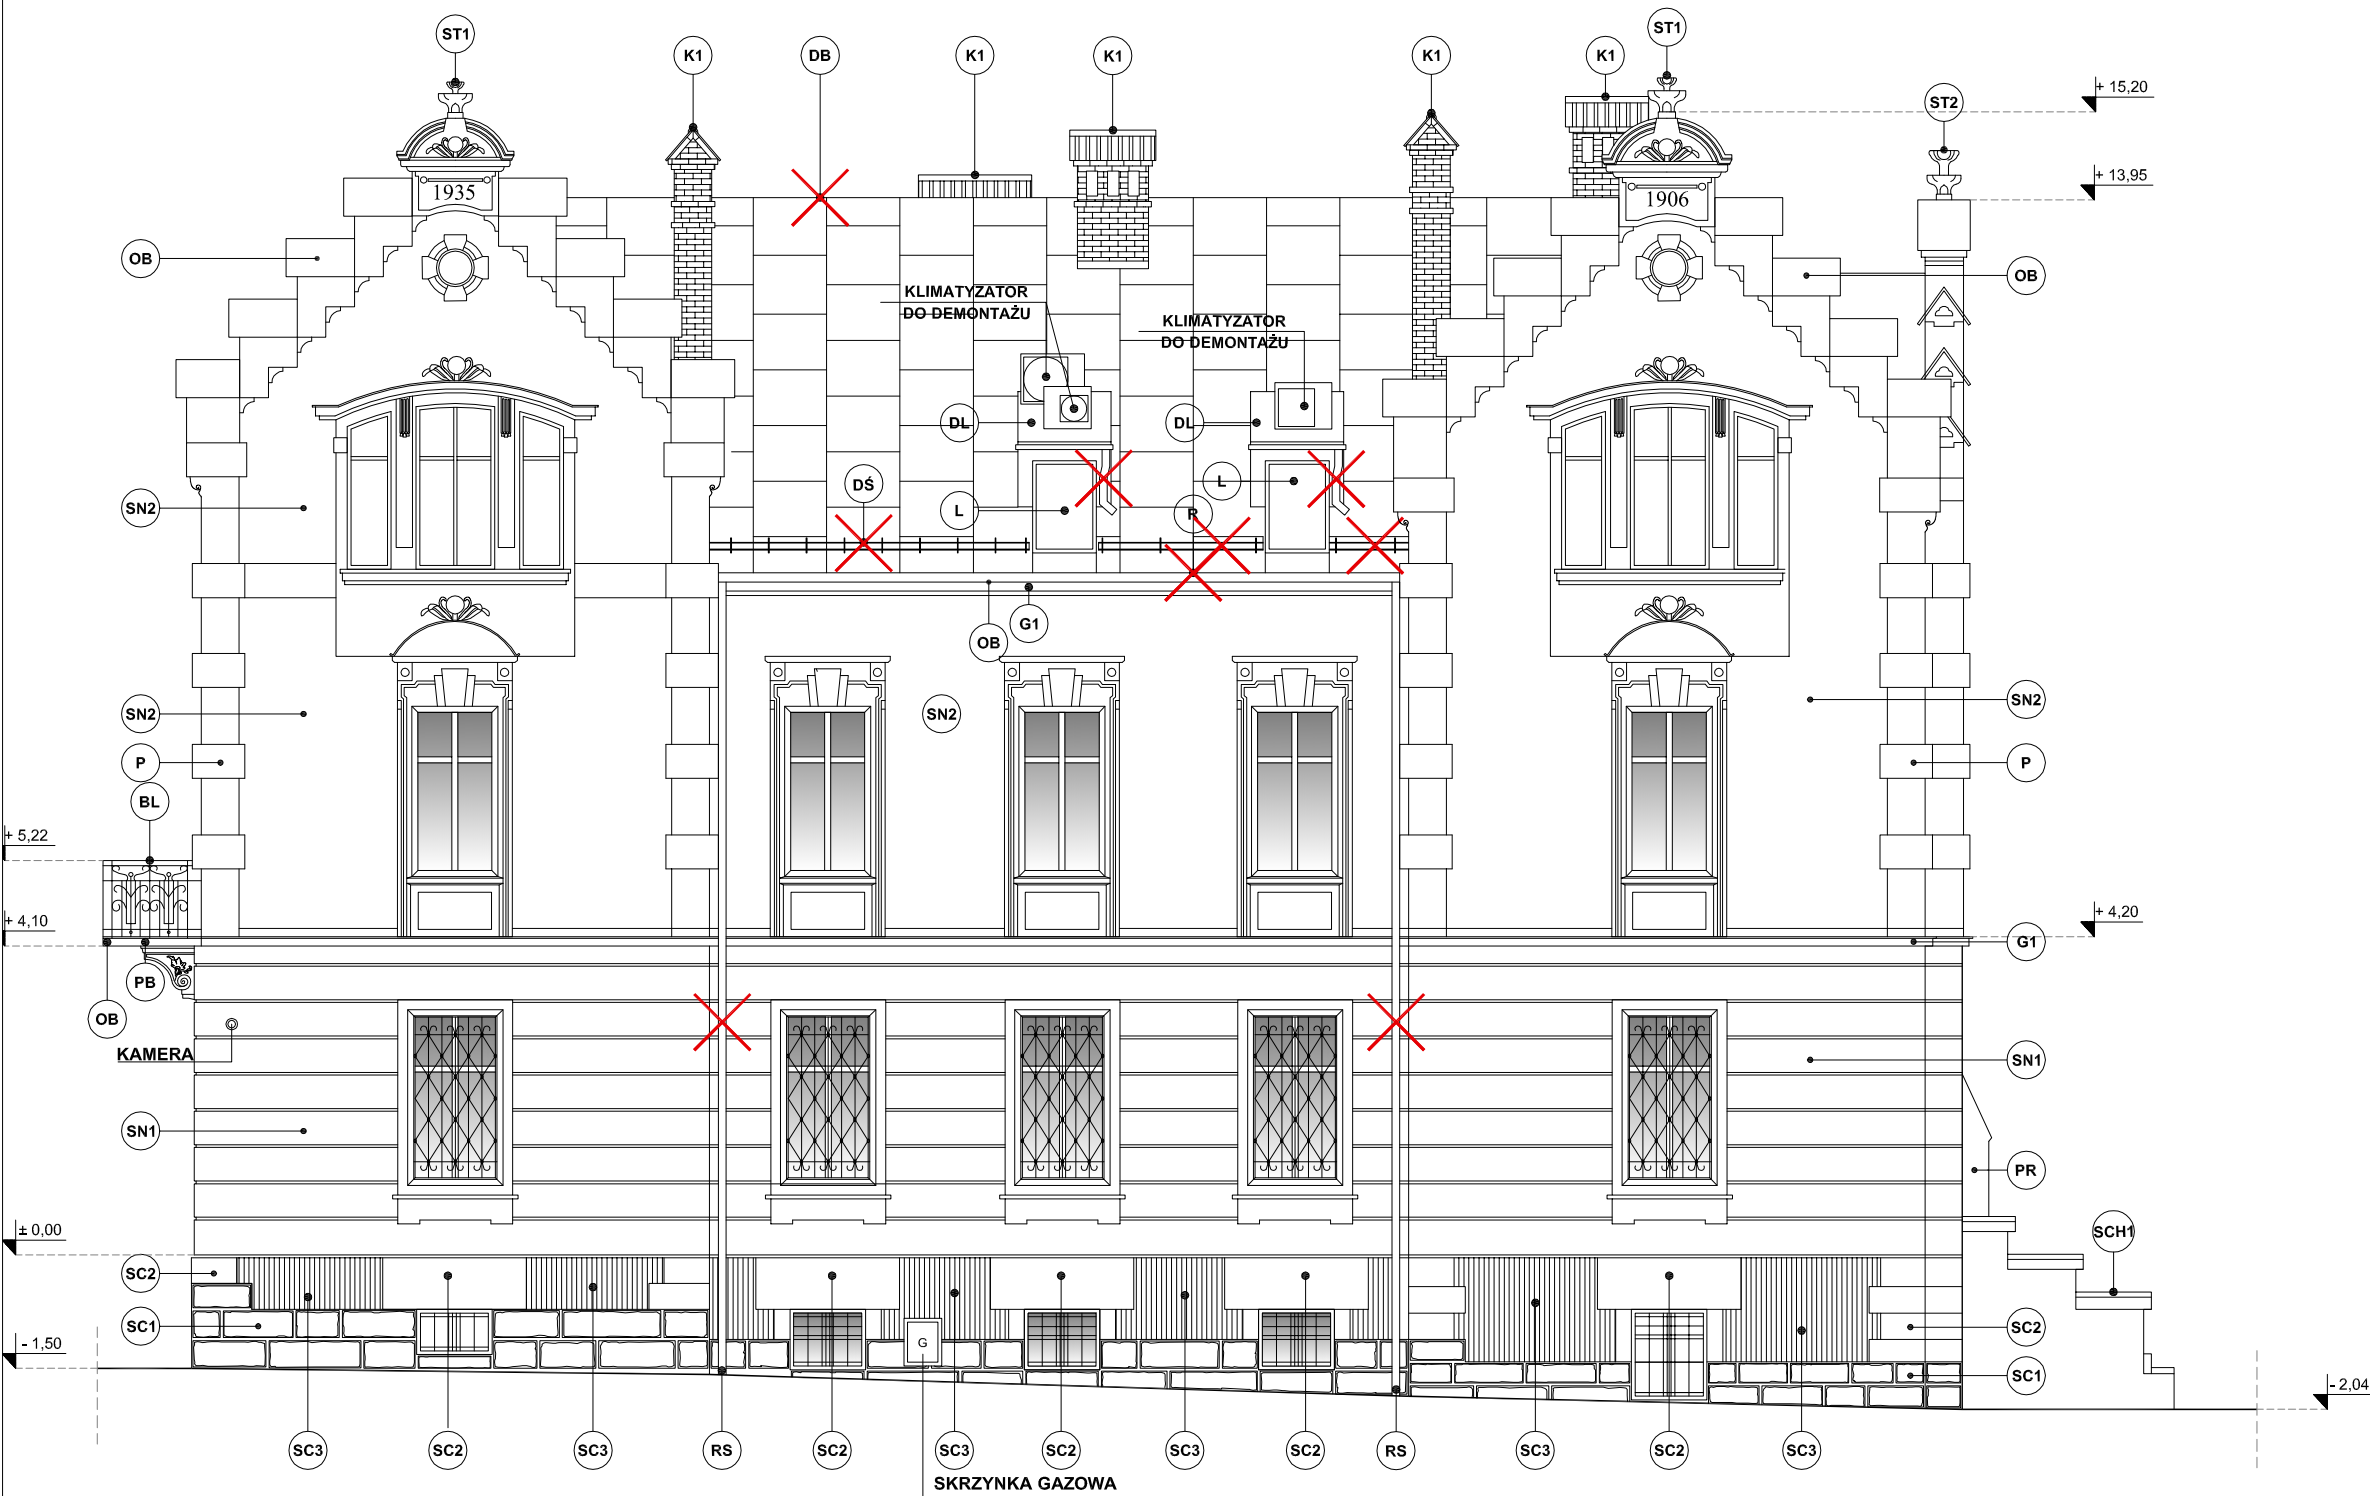 ST1
ST1
K1
DB
K1
K1
K1
K1
+ 15,20
ST2
+ 13,95
1935
1906
OB
OB
KLIMATYZATOR
DO DEMONTAŻU
KLIMATYZATOR
DO DEMONTAŻU
DL
DL
DŚ
L
L
R
SN2
G1
OB
SN2
SN2
SN2
P
P
BL
+ 5,22
+ 4,10
+ 4,20
G1
PB
OB
KAMERA
SN1
SN1
PR
± 0,00
SCH1
SC2
SC1
SC2
- 1,50
G
SC1
- 2,04
SC3
SC2
SC3
RS
SC2
SC3
SC2
SC3
SC2
RS
SC3
SC2
SC3
SKRZYNKA GAZOWA